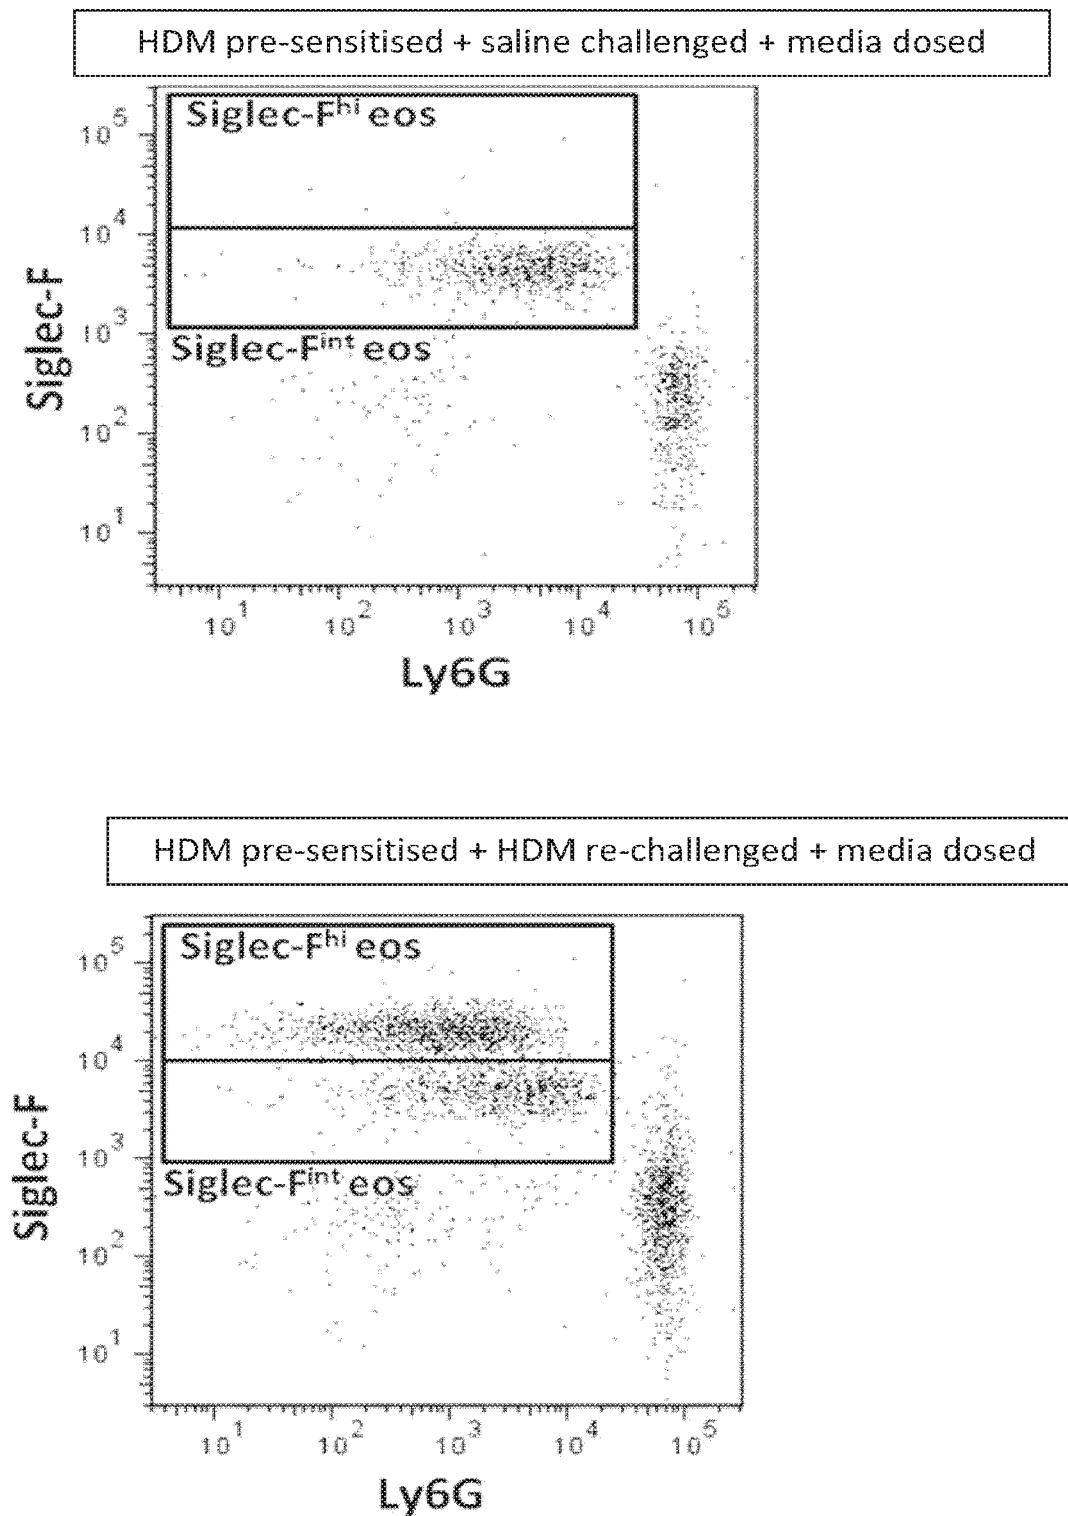 HDM pre-sensitised + saline challenged + media dosed
Siglec-F^hi eos
Siglec-F^int eos
10^5
10^4
10^3
10^2
10^1
Siglec-F
10^1 10^2 10^3 10^4 10^5
Ly6G
HDM pre-sensitised + HDM re-challenged + media dosed
Siglec-F^hi eos
Siglec-F^int eos
10^5
10^4
10^3
10^2
10^1
Siglec-F
10^1 10^2 10^3 10^4 10^5
Ly6G